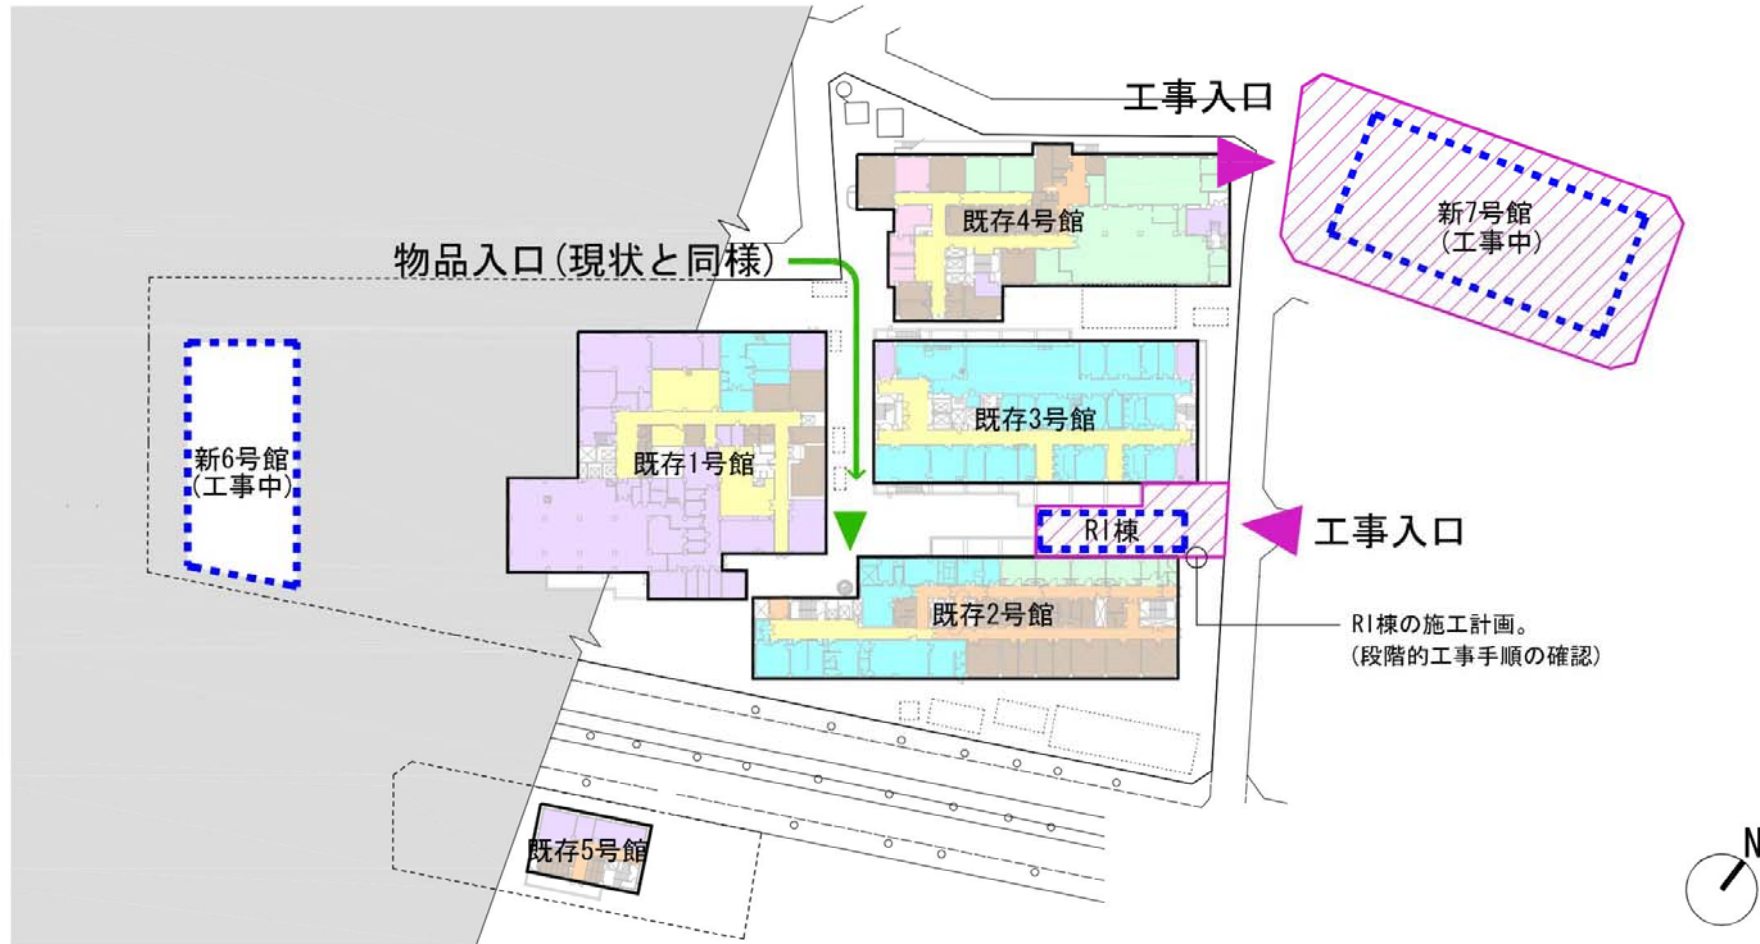 工事入口
新7号館
(工事中)
既存4号館
物品入口(現状と同様)
既存3号館
新6号館
(工事中)
既存1号館
RI棟
工事入口
既存2号館
RI棟の施工計画。
(段階的工事手順の確認)
既存5号館
N